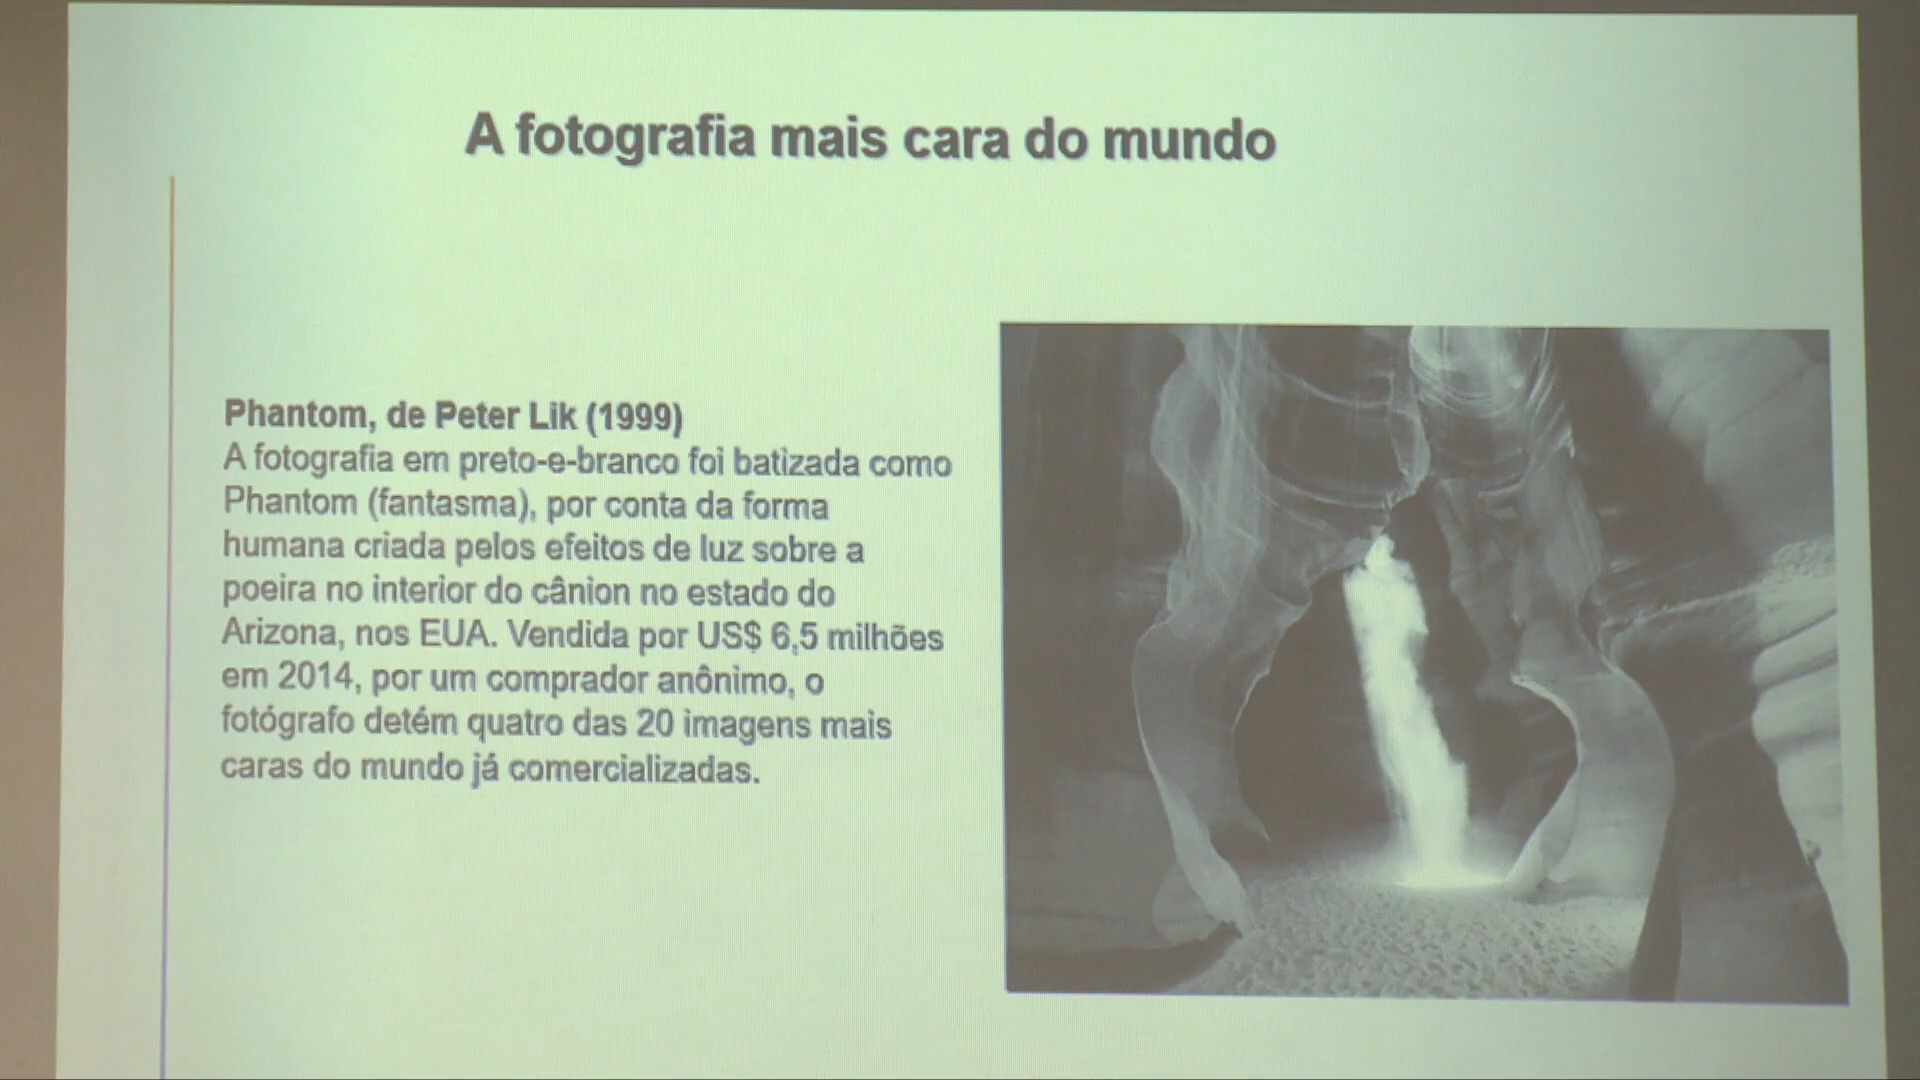 A fotografia mais cara do mundo
Phantom, de Peter Lik (1999)
A fotografia em preto-e-branco foi batizada como
Phantom (fantasma), por conta da forma
humana criada pelos efeitos de luz sobre a
poeira no interior do cânion no estado do
Arizona, nos EUA. Vendida por US$ 6,5 milhões
em 2014, por um comprador anônimo, o
fotógrafo detém quatro das 20 imagens mais
caras do mundo já comercializadas.